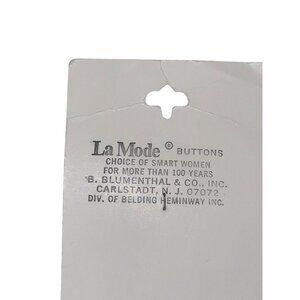 La Mode ® BUTTONS
CHOICE OF SMART WOMEN
FOR MORE THAN 100 YEARS
B. BLUMENTHAL & CO., INC.
CARLSTADT, N. J. 07072
DIV. OF BELDING HEMINWAY INC.